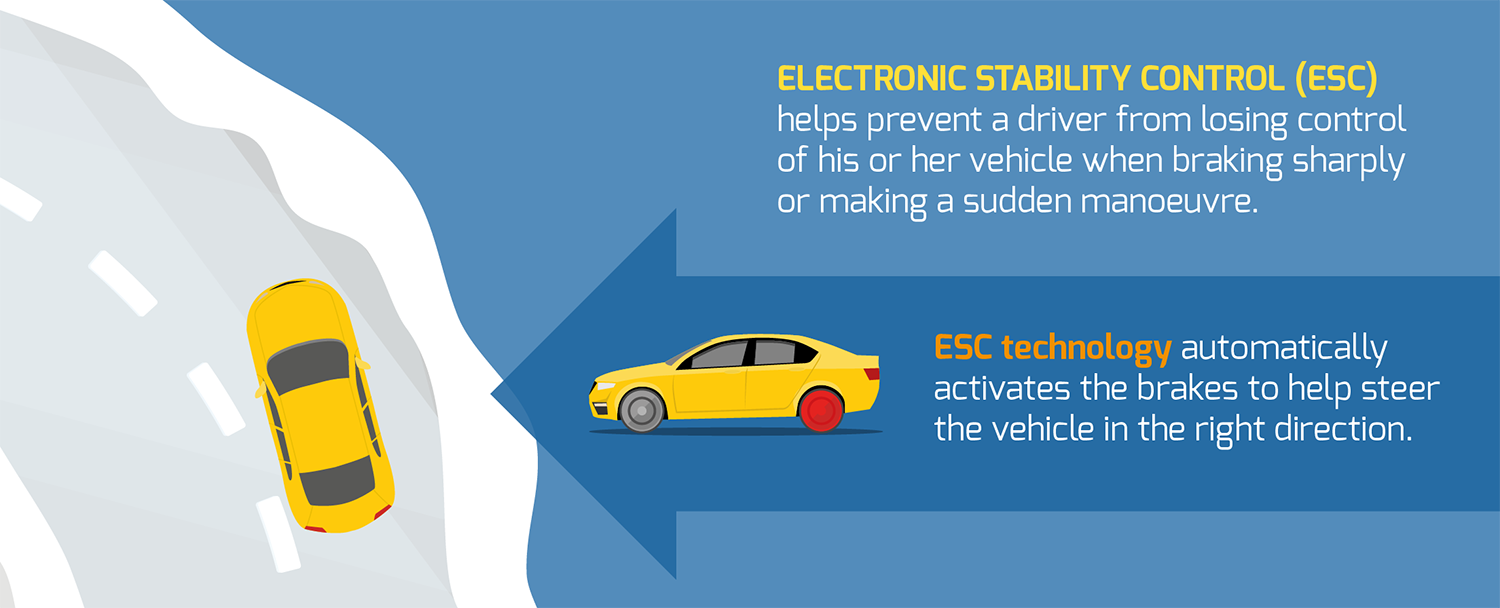 ELECTRONIC STABILITY CONTROL (ESC)
helps prevent a driver from losing control
of his or her vehicle when braking sharply
or making a sudden manoeuvre.
ESC technology automatically
activates the brakes to help steer
the vehicle in the right direction.